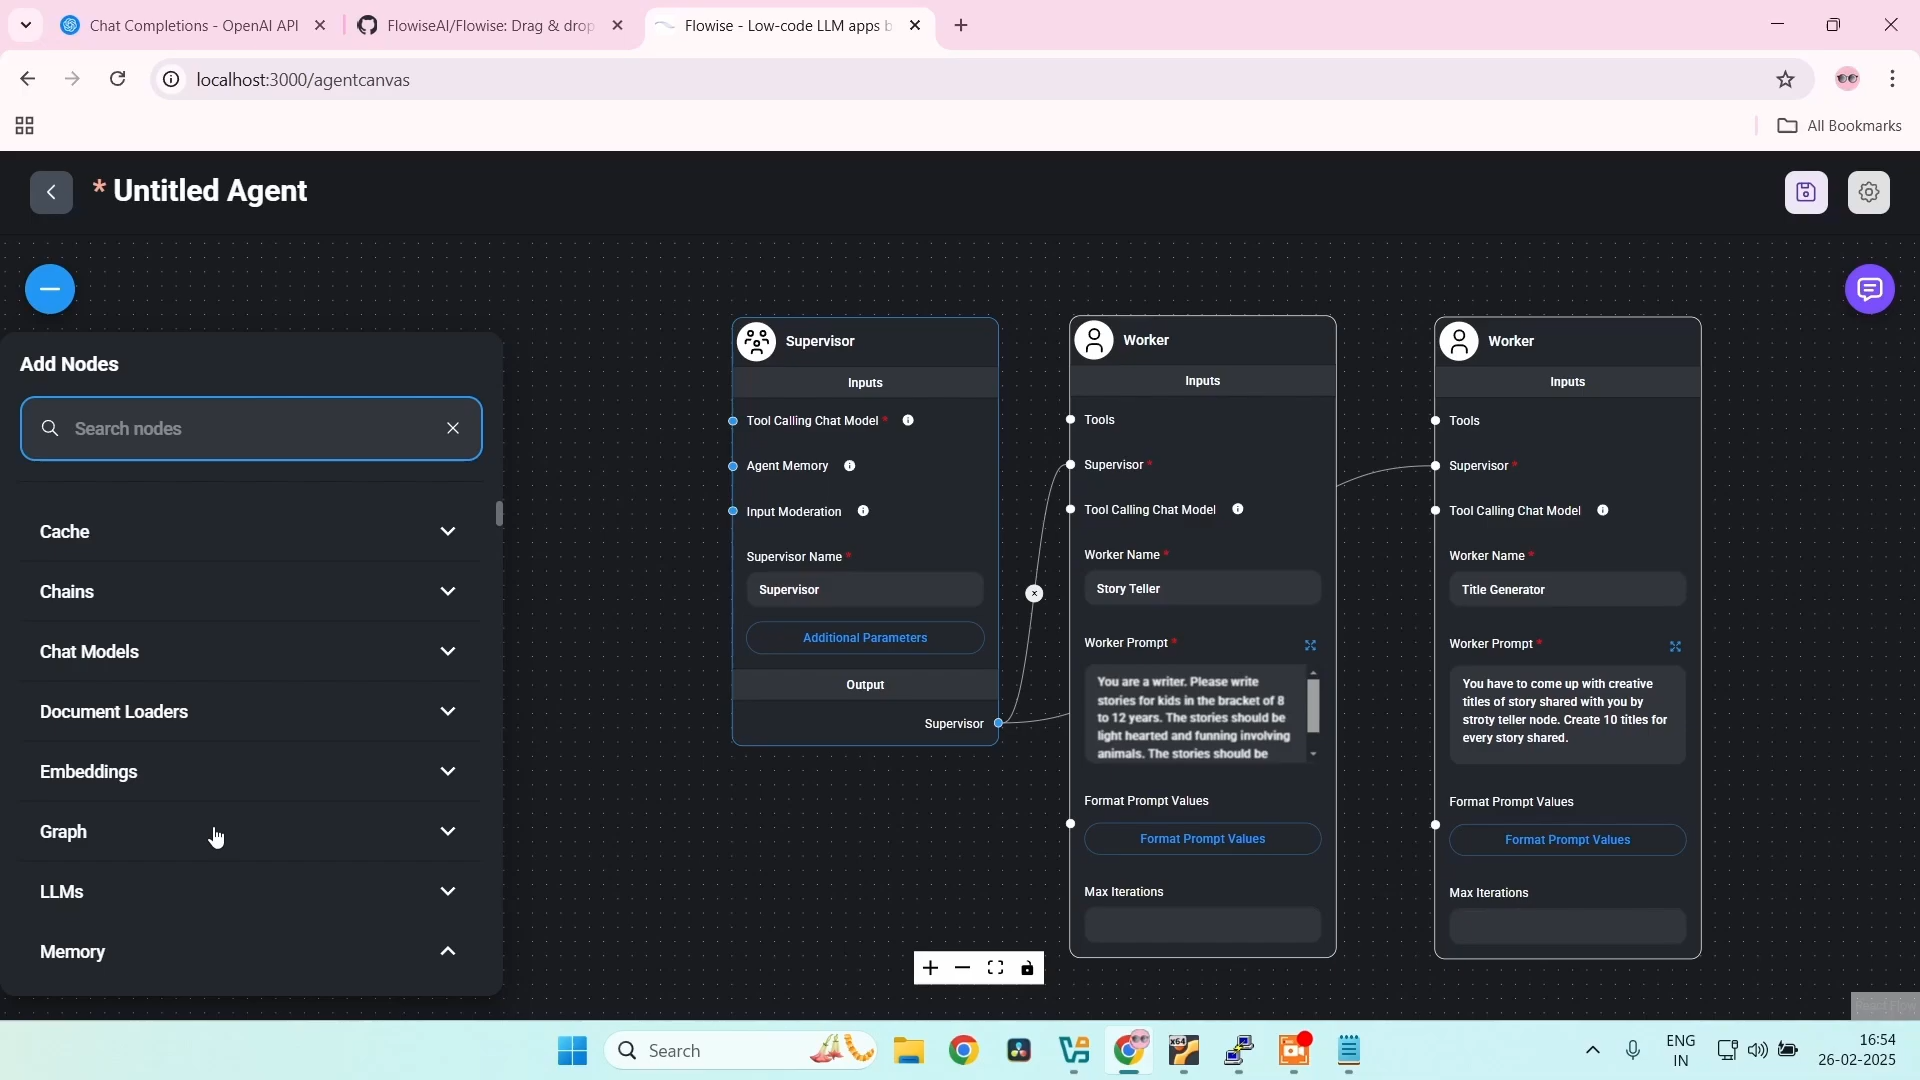 Chat Completions - OpenAI API
FlowiseAI/Flowise: Drag & drop
Flowise - Low-code LLM apps b
localhost:3000/agentcanvas
All Bookmarks
* Untitled Agent
Add Nodes
Search nodes
Cache
Chains
Chat Models
Document Loaders
Embeddings
Graph
LLMs
Memory
Supervisor
Inputs
Tool Calling Chat Model *
Agent Memory
Input Moderation
Supervisor Name *
Supervisor
Additional Parameters
Output
Supervisor
Worker
Inputs
Tools
Supervisor *
Tool Calling Chat Model
Worker Name *
Story Teller
Worker Prompt *
You are a writer. Please write
stories for kids in the bracket of 8
to 12 years. The stories should be
light hearted and funning involving
animals. The stories should be
Format Prompt Values
Format Prompt Values
Max Iterations
Worker
Inputs
Tools
Supervisor *
Tool Calling Chat Model
Worker Name *
Title Generator
Worker Prompt *
You have to come up with creative
titles of story shared with you by
stroty teller node. Create 10 titles for
every story shared.
Format Prompt Values
Format Prompt Values
Max Iterations
React Flow
Search
x64
ENG
IN
16:54
26-02-2025